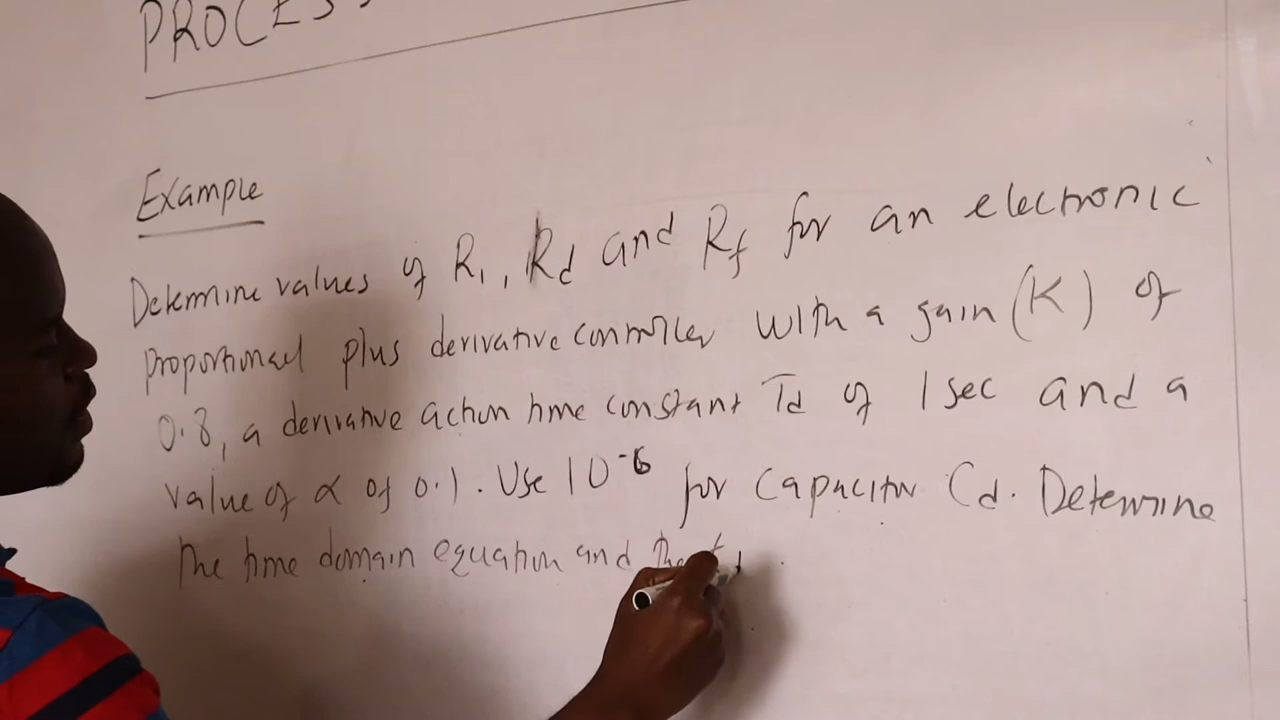 PROCESS
Example
Determine values of R1, Rd and Rf for an electronic
proportional plus derivative controller with a gain (K) of
0.8, a derivative action time constant Td of 1 sec and a
value of α of 0.1. Use 10^-6 for capacitor Cd. Determine
the time domain equation and the